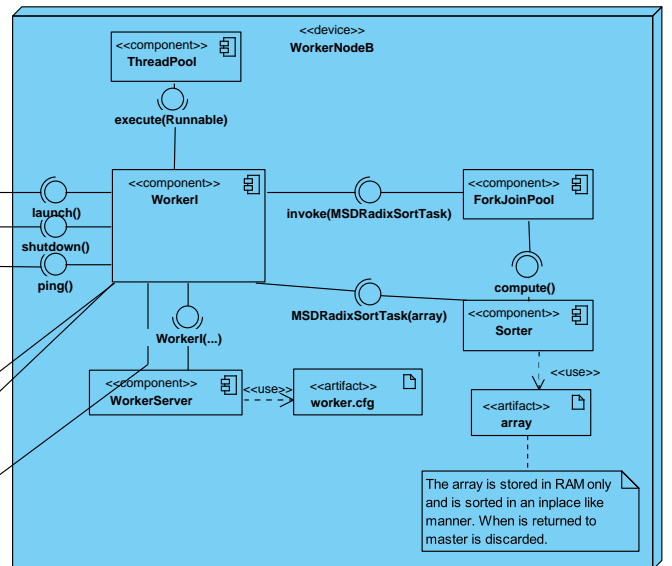 <<device>>
WorkerNodeB
<<component>>
ThreadPool
execute(Runnable)
<<component>>
WorkerI
<<component>>
ForkJoinPool
launch()
invoke(MSDRadixSortTask)
shutdown()
ping()
compute()
MSDRadixSortTask(array)
<<component>>
Sorter
WorkerI(...)
<<use>>
<<component>>
WorkerServer
<<use>>
<<artifact>>
worker.cfg
<<artifact>>
array
The array is stored in RAM only
and is sorted in an inplace like
manner. When is returned to
master is discarded.